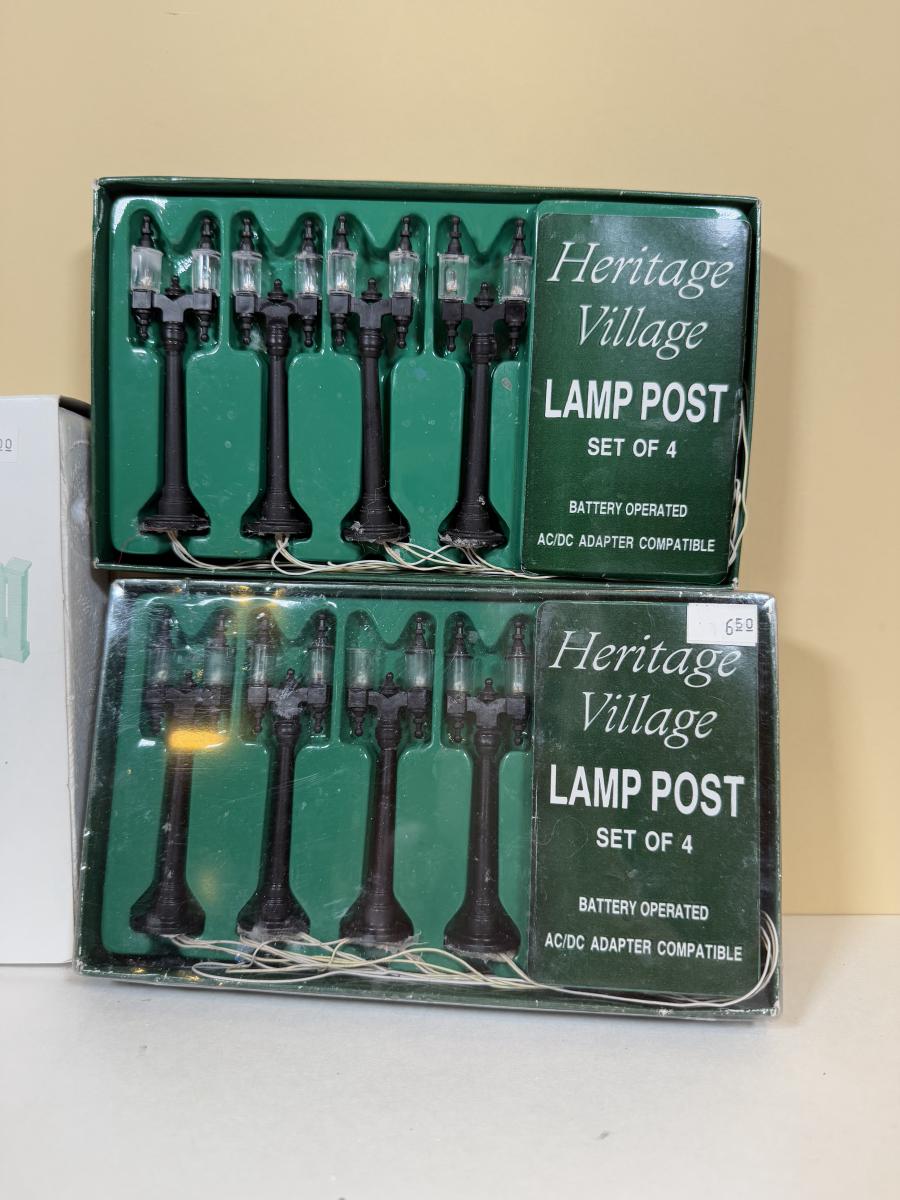 Heritage
Village
LAMP POST
SET OF 4
BATTERY OPERATED
AC/DC ADAPTER COMPATIBLE
6.50
Heritage
Village
LAMP POST
SET OF 4
BATTERY OPERATED
AC/DC ADAPTER COMPATIBLE